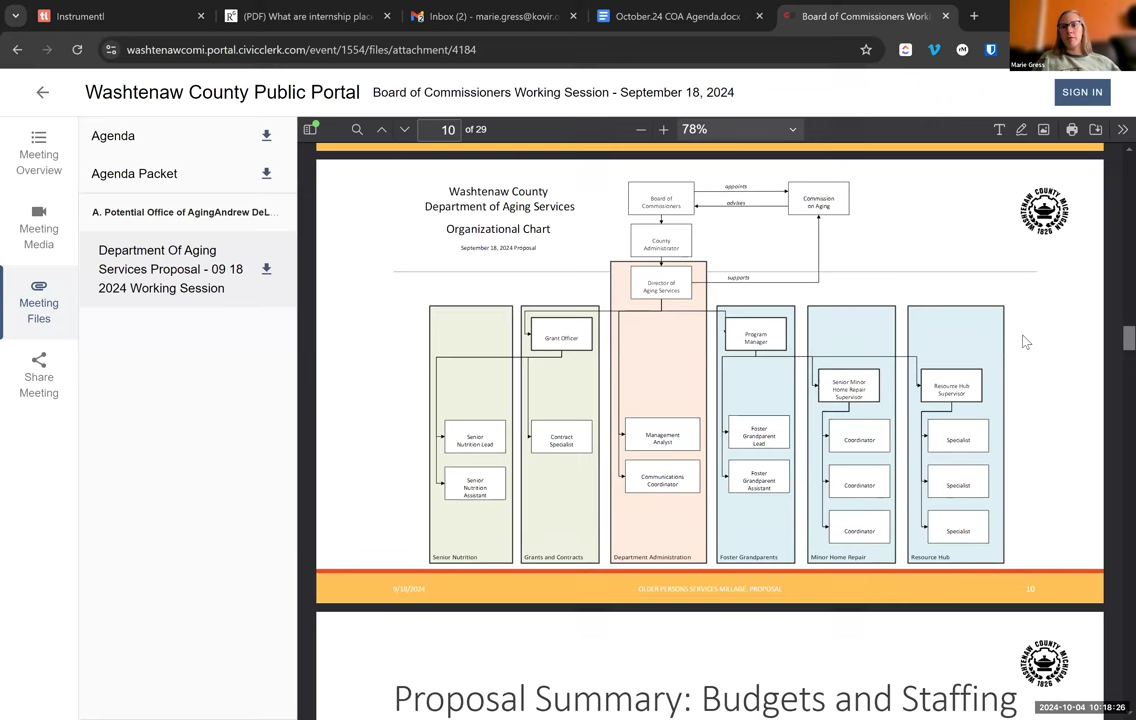 Instrumentl
(PDF) What are internship plac
Inbox (2) - marie.gress@kovir.o
October.24 COA Agenda.docx
Board of Commissioners Work
washtenawcomi.portal.civicclerk.com/event/1554/files/attachment/4184
Marie Gress
Washtenaw County Public Portal
Board of Commissioners Working Session - September 18, 2024
SIGN IN
Meeting
Overview
Meeting
Media
Meeting
Files
Share
Meeting
Agenda
Agenda Packet
A. Potential Office of AgingAndrew DeL...
Department Of Aging
Services Proposal - 09 18
2024 Working Session
10 of 29
78%
Washtenaw County
Department of Aging Services
Organizational Chart
September 18, 2024 Proposal
Board of
Commissioners
appoints
advises
Commission
on Aging
WASHTENAW COUNTY MICHIGAN
1826
County
Administrator
Director of
Aging Services
supports
Grant Officer
Program
Manager
Senior Minor
Home Repair
Supervisor
Resource Hub
Supervisor
Senior
Nutrition Lead
Contract
Specialist
Management
Analyst
Foster
Grandparent
Lead
Coordinator
Specialist
Senior
Nutrition
Assistant
Communications
Coordinator
Foster
Grandparent
Assistant
Coordinator
Specialist
Coordinator
Specialist
Senior Nutrition
Grants and Contracts
Department Administration
Foster Grandparents
Minor Home Repair
Resource Hub
9/18/2024
OLDER PERSONS SERVICES MILLAGE: PROPOSAL
10
WASHTENAW COUNTY MICHIGAN
Proposal Summary: Budgets and Staffing
2024-10-04 10:18:26